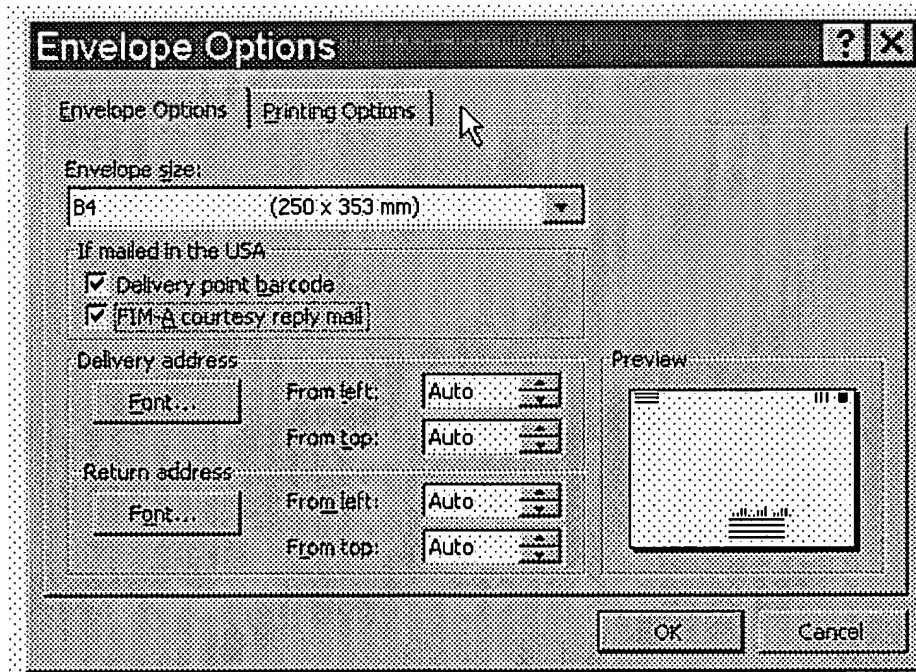 Envelope Options ? X
Envelope Options Printing Options
Envelope size:
B4 (250 x 353 mm)
If mailed in the USA
Delivery point barcode
FIM-A courtesy reply mail
Delivery address
Font... From left: Auto
From top: Auto
Return address
Font... From left: Auto
From top: Auto
Preview
OK Cancel